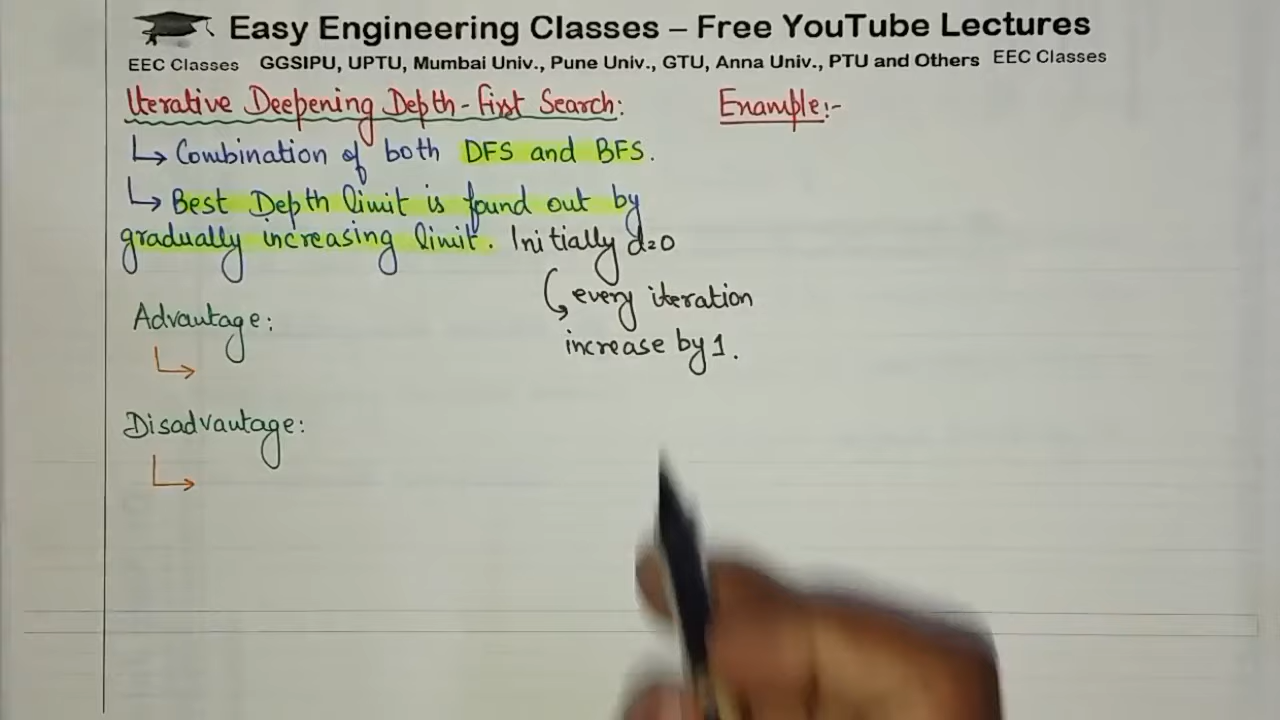 Easy Engineering Classes – Free YouTube Lectures
EEC Classes GGSIPU, UPTU, Mumbai Univ., Pune Univ., GTU, Anna Univ., PTU and Others EEC Classes
Iterative Deepening Depth-First Search:
↳ Combination of both DFS and BFS.
↳ Best Depth limit is found out by
gradually increasing limit. Initially d=0
every iteration
increase by 1.
Advantage:
Disadvantage:
Example:-